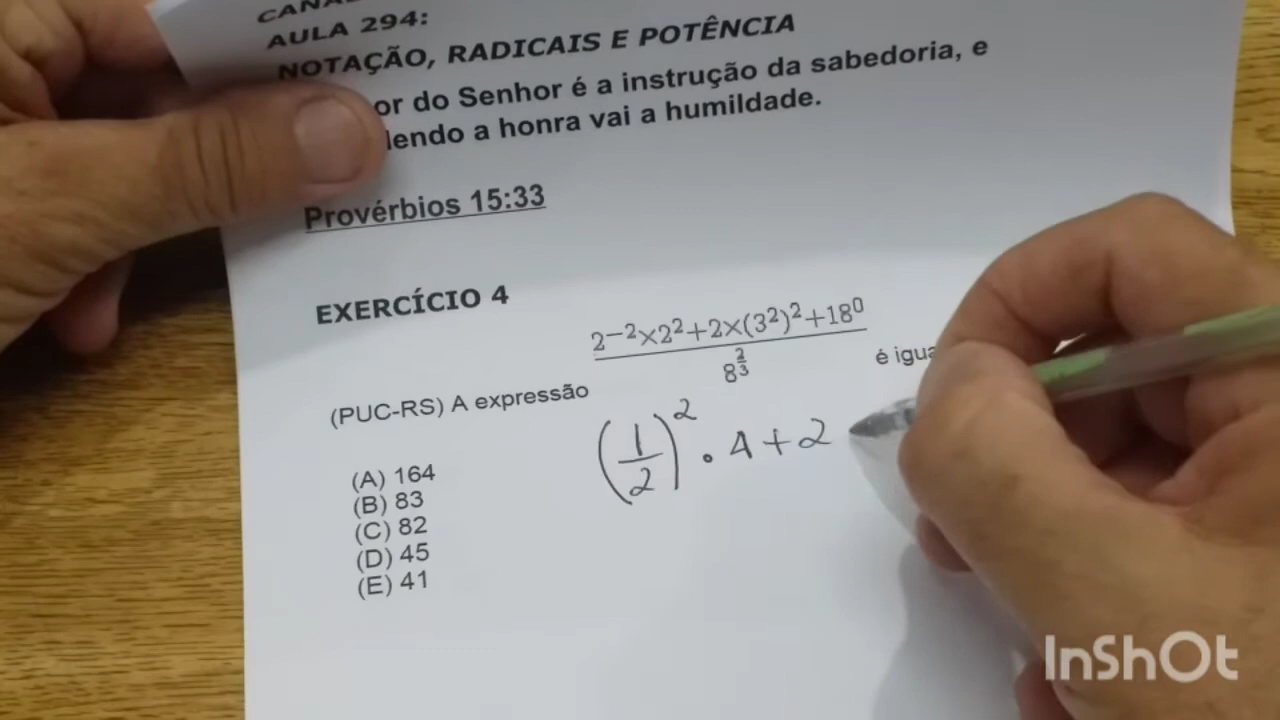 AULA 294:
NOTAÇÃO, RADICAIS E POTÊNCIA
do Senhor é a instrução da sabedoria, e
a honra vai a humildade.
Provérbios 15:33
EXERCÍCIO 4
(PUC-RS) A expressão 2⁻²×2²+2×(3²)²+18⁰ / 8^(2/3) é
(1/2)² · 4 + 2
(A) 164
(B) 83
(C) 82
(D) 45
(E) 41
InShOt